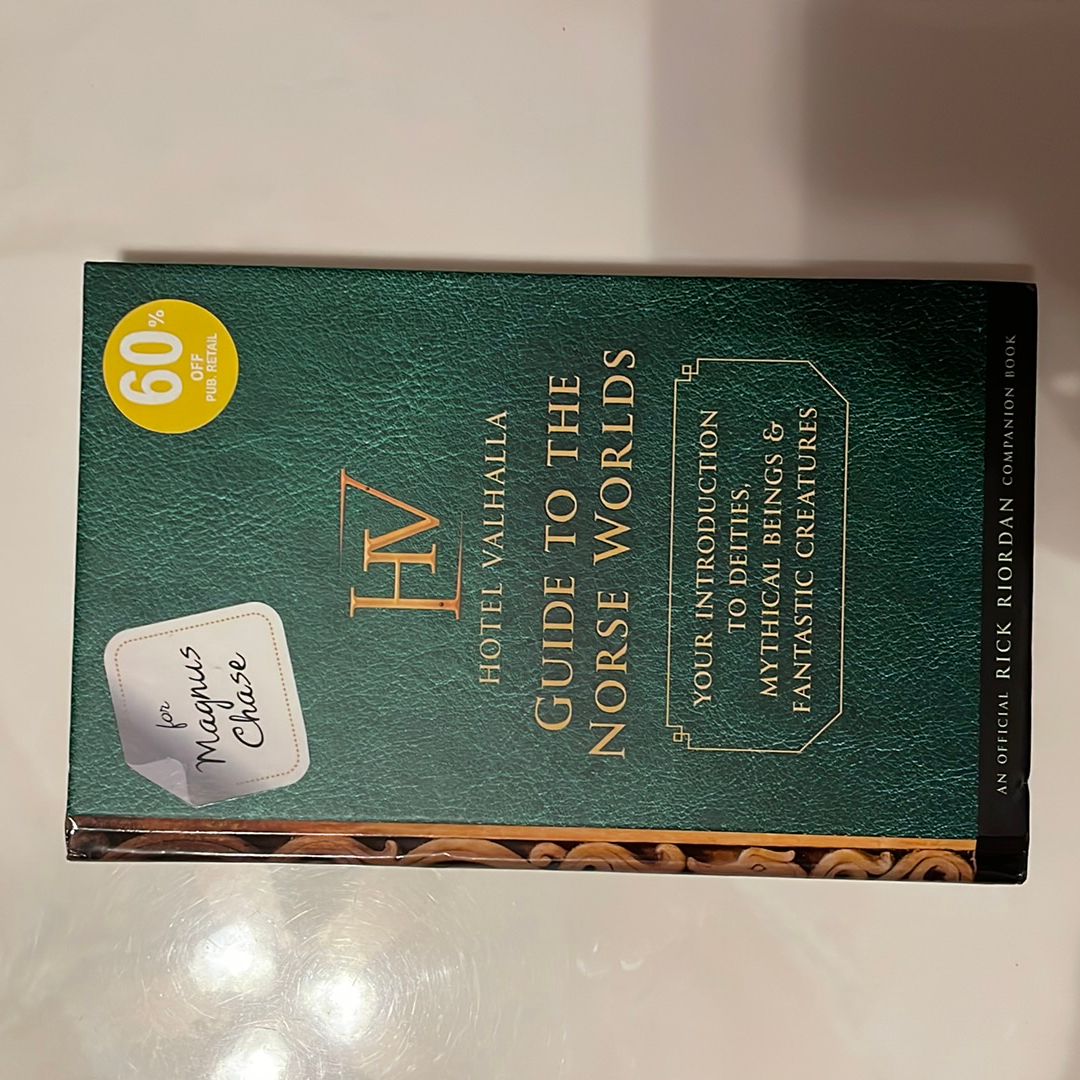 for
Magnus
Chase
60%
OFF
PUB. RETAIL
HV
HOTEL VALHALLA
GUIDE TO THE
NORSE WORLDS
YOUR INTRODUCTION
TO DEITIES,
MYTHICAL BEINGS &
FANTASTIC CREATURES
AN OFFICIAL RICK RIORDAN COMPANION BOOK